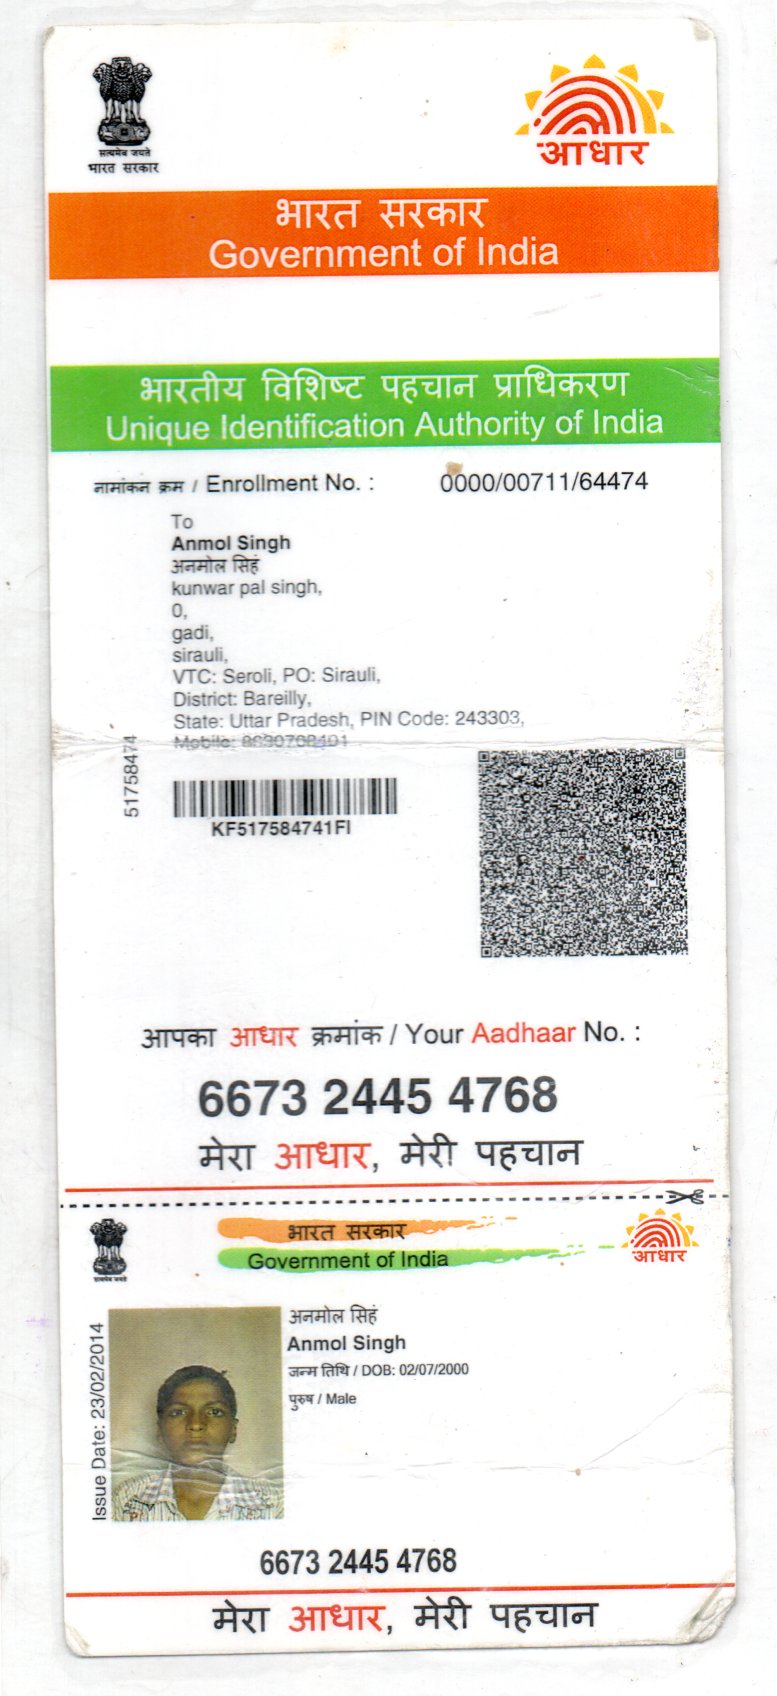 सत्यमेव जयते
भारत सरकार
आधार
भारत सरकार
Government of India
भारतीय विशिष्ट पहचान प्राधिकरण
Unique Identification Authority of India
नामांकन क्रम / Enrollment No. : 0000/00711/64474
To
Anmol Singh
अनमोल सिहं
kunwar pal singh,
0,
gadi,
sirauli,
VTC: Seroli, PO: Sirauli,
District: Bareilly,
State: Uttar Pradesh, PIN Code: 243303,
Mobile:
51758474
KF517584741FI
आपका आधार क्रमांक / Your Aadhaar No. :
6673 2445 4768
मेरा आधार, मेरी पहचान
भारत सरकार
Government of India
आधार
सत्यमेव जयते
Issue Date: 23/02/2014
अनमोल सिहं
Anmol Singh
जन्म तिथि / DOB: 02/07/2000
पुरुष / Male
6673 2445 4768
मेरा आधार, मेरी पहचान